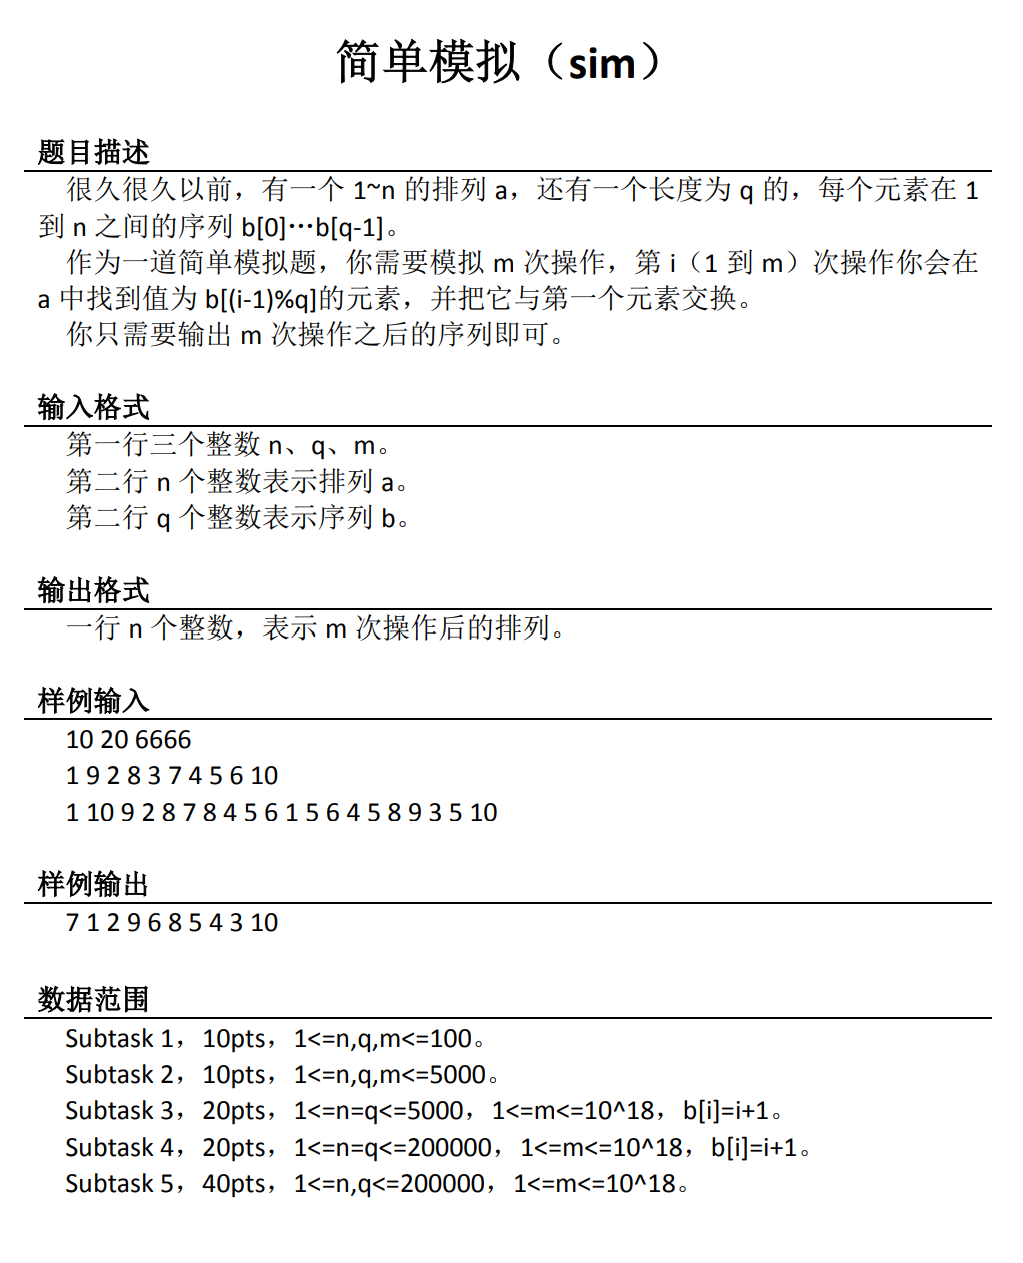 简单模拟（sim）
题目描述
很久很久以前，有一个 1~n 的排列 a，还有一个长度为 q 的，每个元素在 1
到 n 之间的序列 b[0]…b[q-1]。
作为一道简单模拟题，你需要模拟 m 次操作，第 i（1 到 m）次操作你会在
a 中找到值为 b[(i-1)%q]的元素，并把它与第一个元素交换。
你只需要输出 m 次操作之后的序列即可。
输入格式
第一行三个整数 n、q、m。
第二行 n 个整数表示排列 a。
第二行 q 个整数表示序列 b。
输出格式
一行 n 个整数，表示 m 次操作后的排列。
样例输入
10 20 6666
1 9 2 8 3 7 4 5 6 10
1 10 9 2 8 7 8 4 5 6 1 5 6 4 5 8 9 3 5 10
样例输出
7 1 2 9 6 8 5 4 3 10
数据范围
Subtask 1，10pts，1<=n,q,m<=100。
Subtask 2，10pts，1<=n,q,m<=5000。
Subtask 3，20pts，1<=n=q<=5000，1<=m<=10^18，b[i]=i+1。
Subtask 4，20pts，1<=n=q<=200000，1<=m<=10^18，b[i]=i+1。
Subtask 5，40pts，1<=n,q<=200000，1<=m<=10^18。